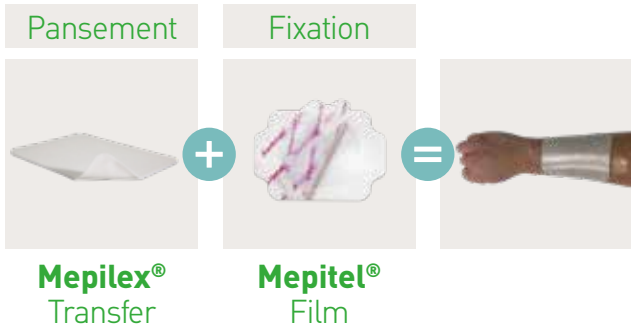 Pansement
Fixation
+
=
Mepilex®
Transfer
Mepitel®
Film